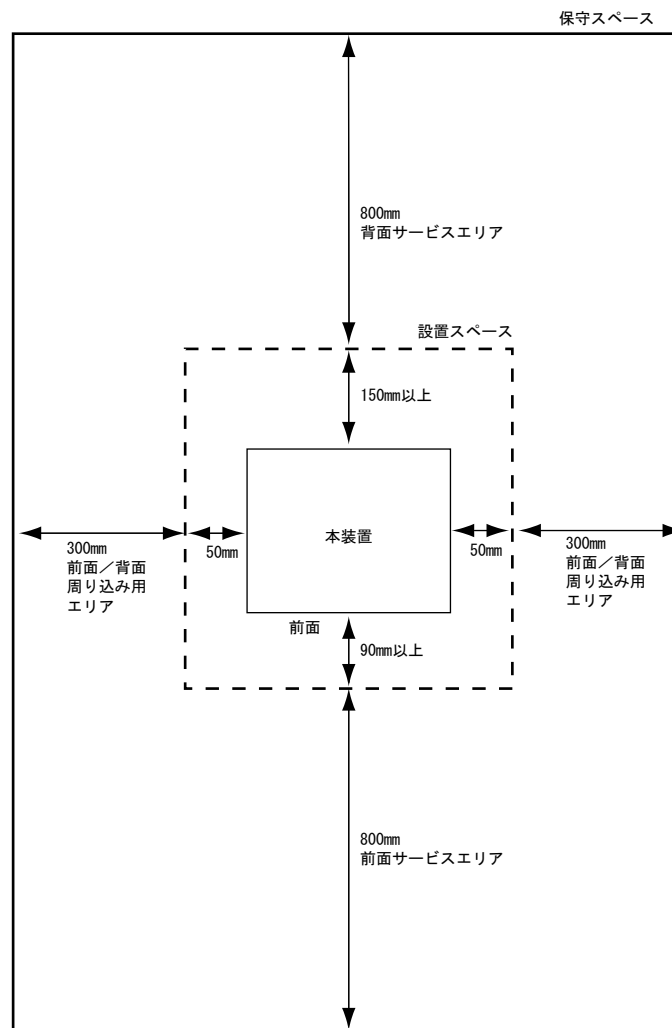 保守スペース
800mm
背面サービスエリア
設置スペース
150mm以上
本装置
50mm
50mm
300mm
前面／背面
周り込み用
エリア
300mm
前面／背面
周り込み用
エリア
前面
90mm以上
800mm
前面サービスエリア